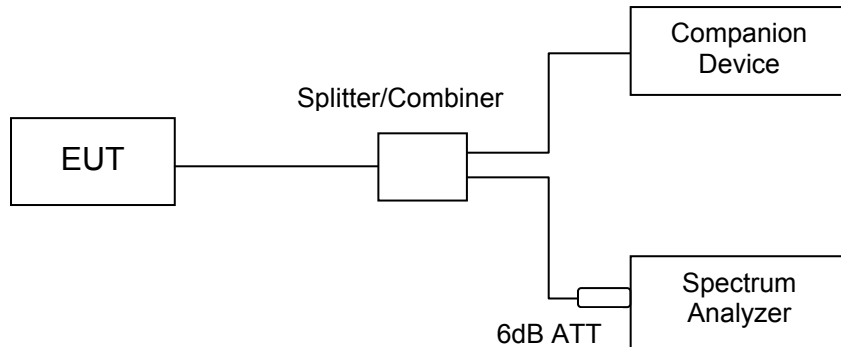 Companion
Device
Splitter/Combiner
EUT
Spectrum
Analyzer
6dB ATT